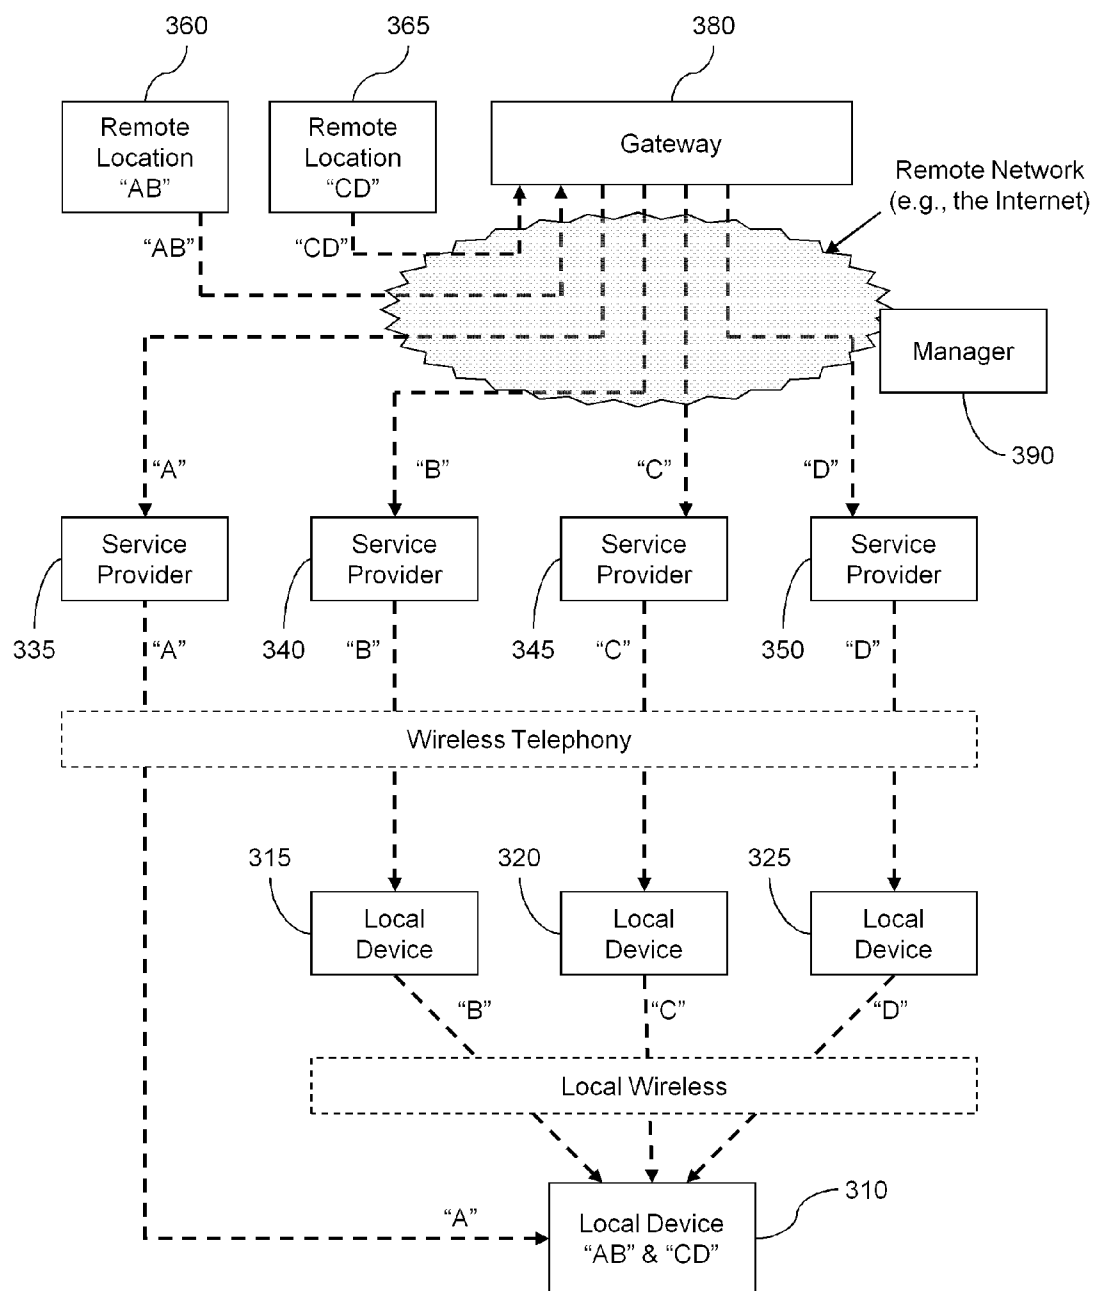 360
365
380
Remote
Location
“AB”
Remote
Location
“CD”
Gateway
Remote Network
(e.g., the Internet)
“AB”
“CD”
Manager
390
“A”
“B”
“C”
“D”
Service
Provider
Service
Provider
Service
Provider
Service
Provider
335
“A”
340
“B”
345
“C”
350
“D”
Wireless Telephony
315
320
325
Local
Device
Local
Device
Local
Device
“B”
“C”
“D”
Local Wireless
310
“A”
Local Device
“AB” & “CD”